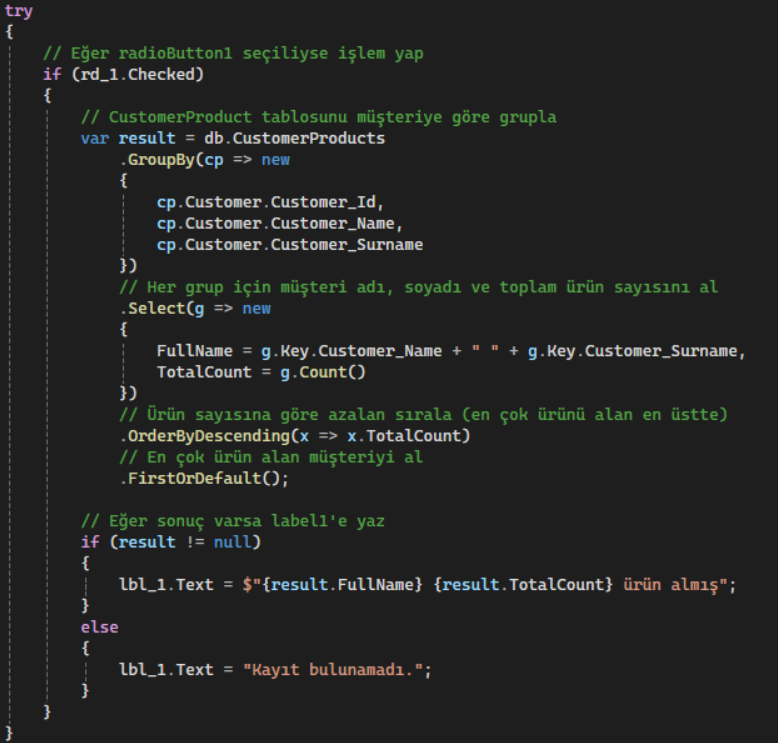 try
{
// Eğer radioButton1 seçiliyse işlem yap
if (rd_1.Checked)
{
// CustomerProduct tablosunu müşteriye göre grupla
var result = db.CustomerProducts
.GroupBy(cp => new
{
cp.Customer.Customer_Id,
cp.Customer.Customer_Name,
cp.Customer.Customer_Surname
})
// Her grup için müşteri adı, soyadı ve toplam ürün sayısını al
.Select(g => new
{
FullName = g.Key.Customer_Name + " " + g.Key.Customer_Surname,
TotalCount = g.Count()
})
// Ürün sayısına göre azalan sırala (en çok ürünü alan en üstte)
.OrderByDescending(x => x.TotalCount)
// En çok ürün alan müşteriyi al
.FirstOrDefault();
// Eğer sonuç varsa label1'e yaz
if (result != null)
{
lbl_1.Text = $"{result.FullName} {result.TotalCount} ürün almış";
}
else
{
lbl_1.Text = "Kayıt bulunamadı.";
}
}
}